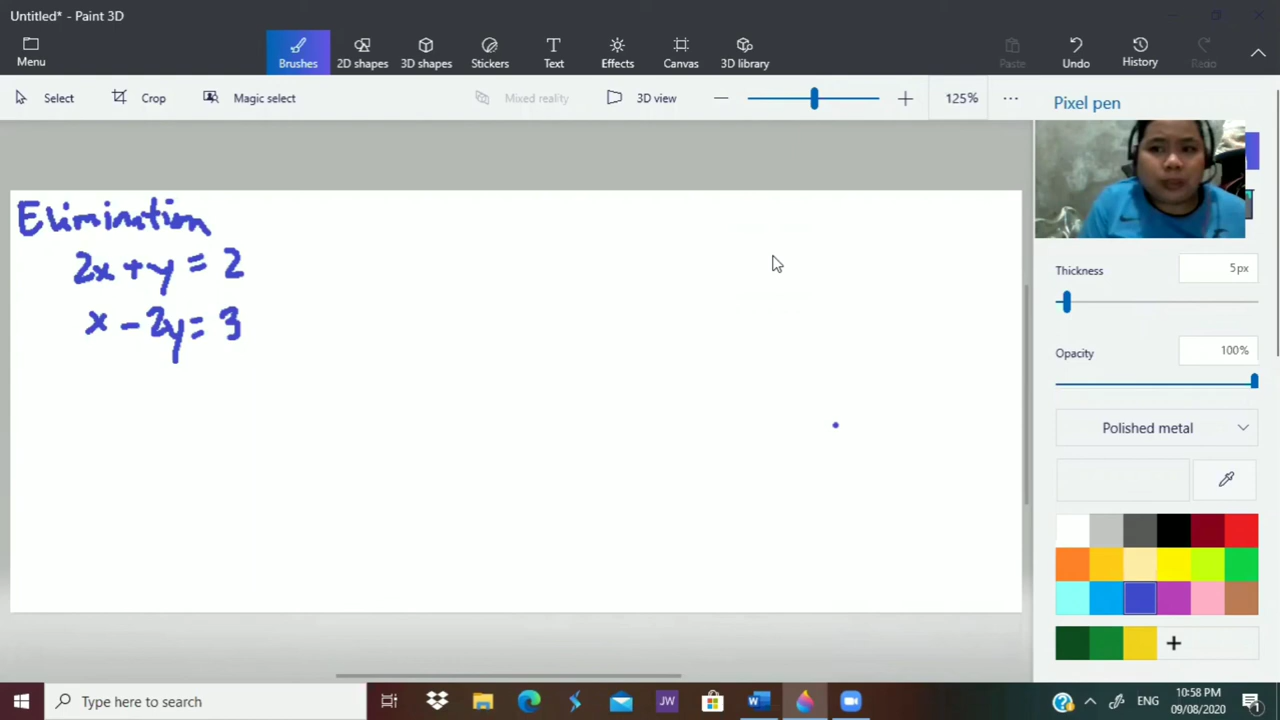 Untitled* - Paint 3D
Menu
Brushes
2D shapes
3D shapes
Stickers
Text
Effects
Canvas
3D library
Paste
Undo
History
Redo
Select
Crop
Magic select
Mixed reality
3D view
125%
Pixel pen
Elimination
2x + y = 2
x - 2y = 3
Thickness
5px
Opacity
100%
Polished metal
Type here to search
JW
ENG
10:58 PM
09/08/2020
1